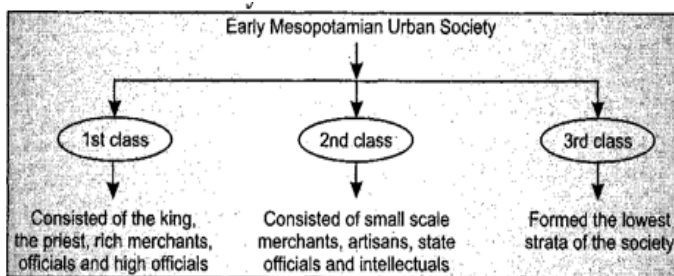 Early Mesopotamian Urban Society
1st class
2nd class
3rd class
Consisted of the king,
the priest, rich merchants,
officials and high officials
Consisted of small scale
merchants, artisans, state
officials and intellectuals
Formed the lowest
strata of the society